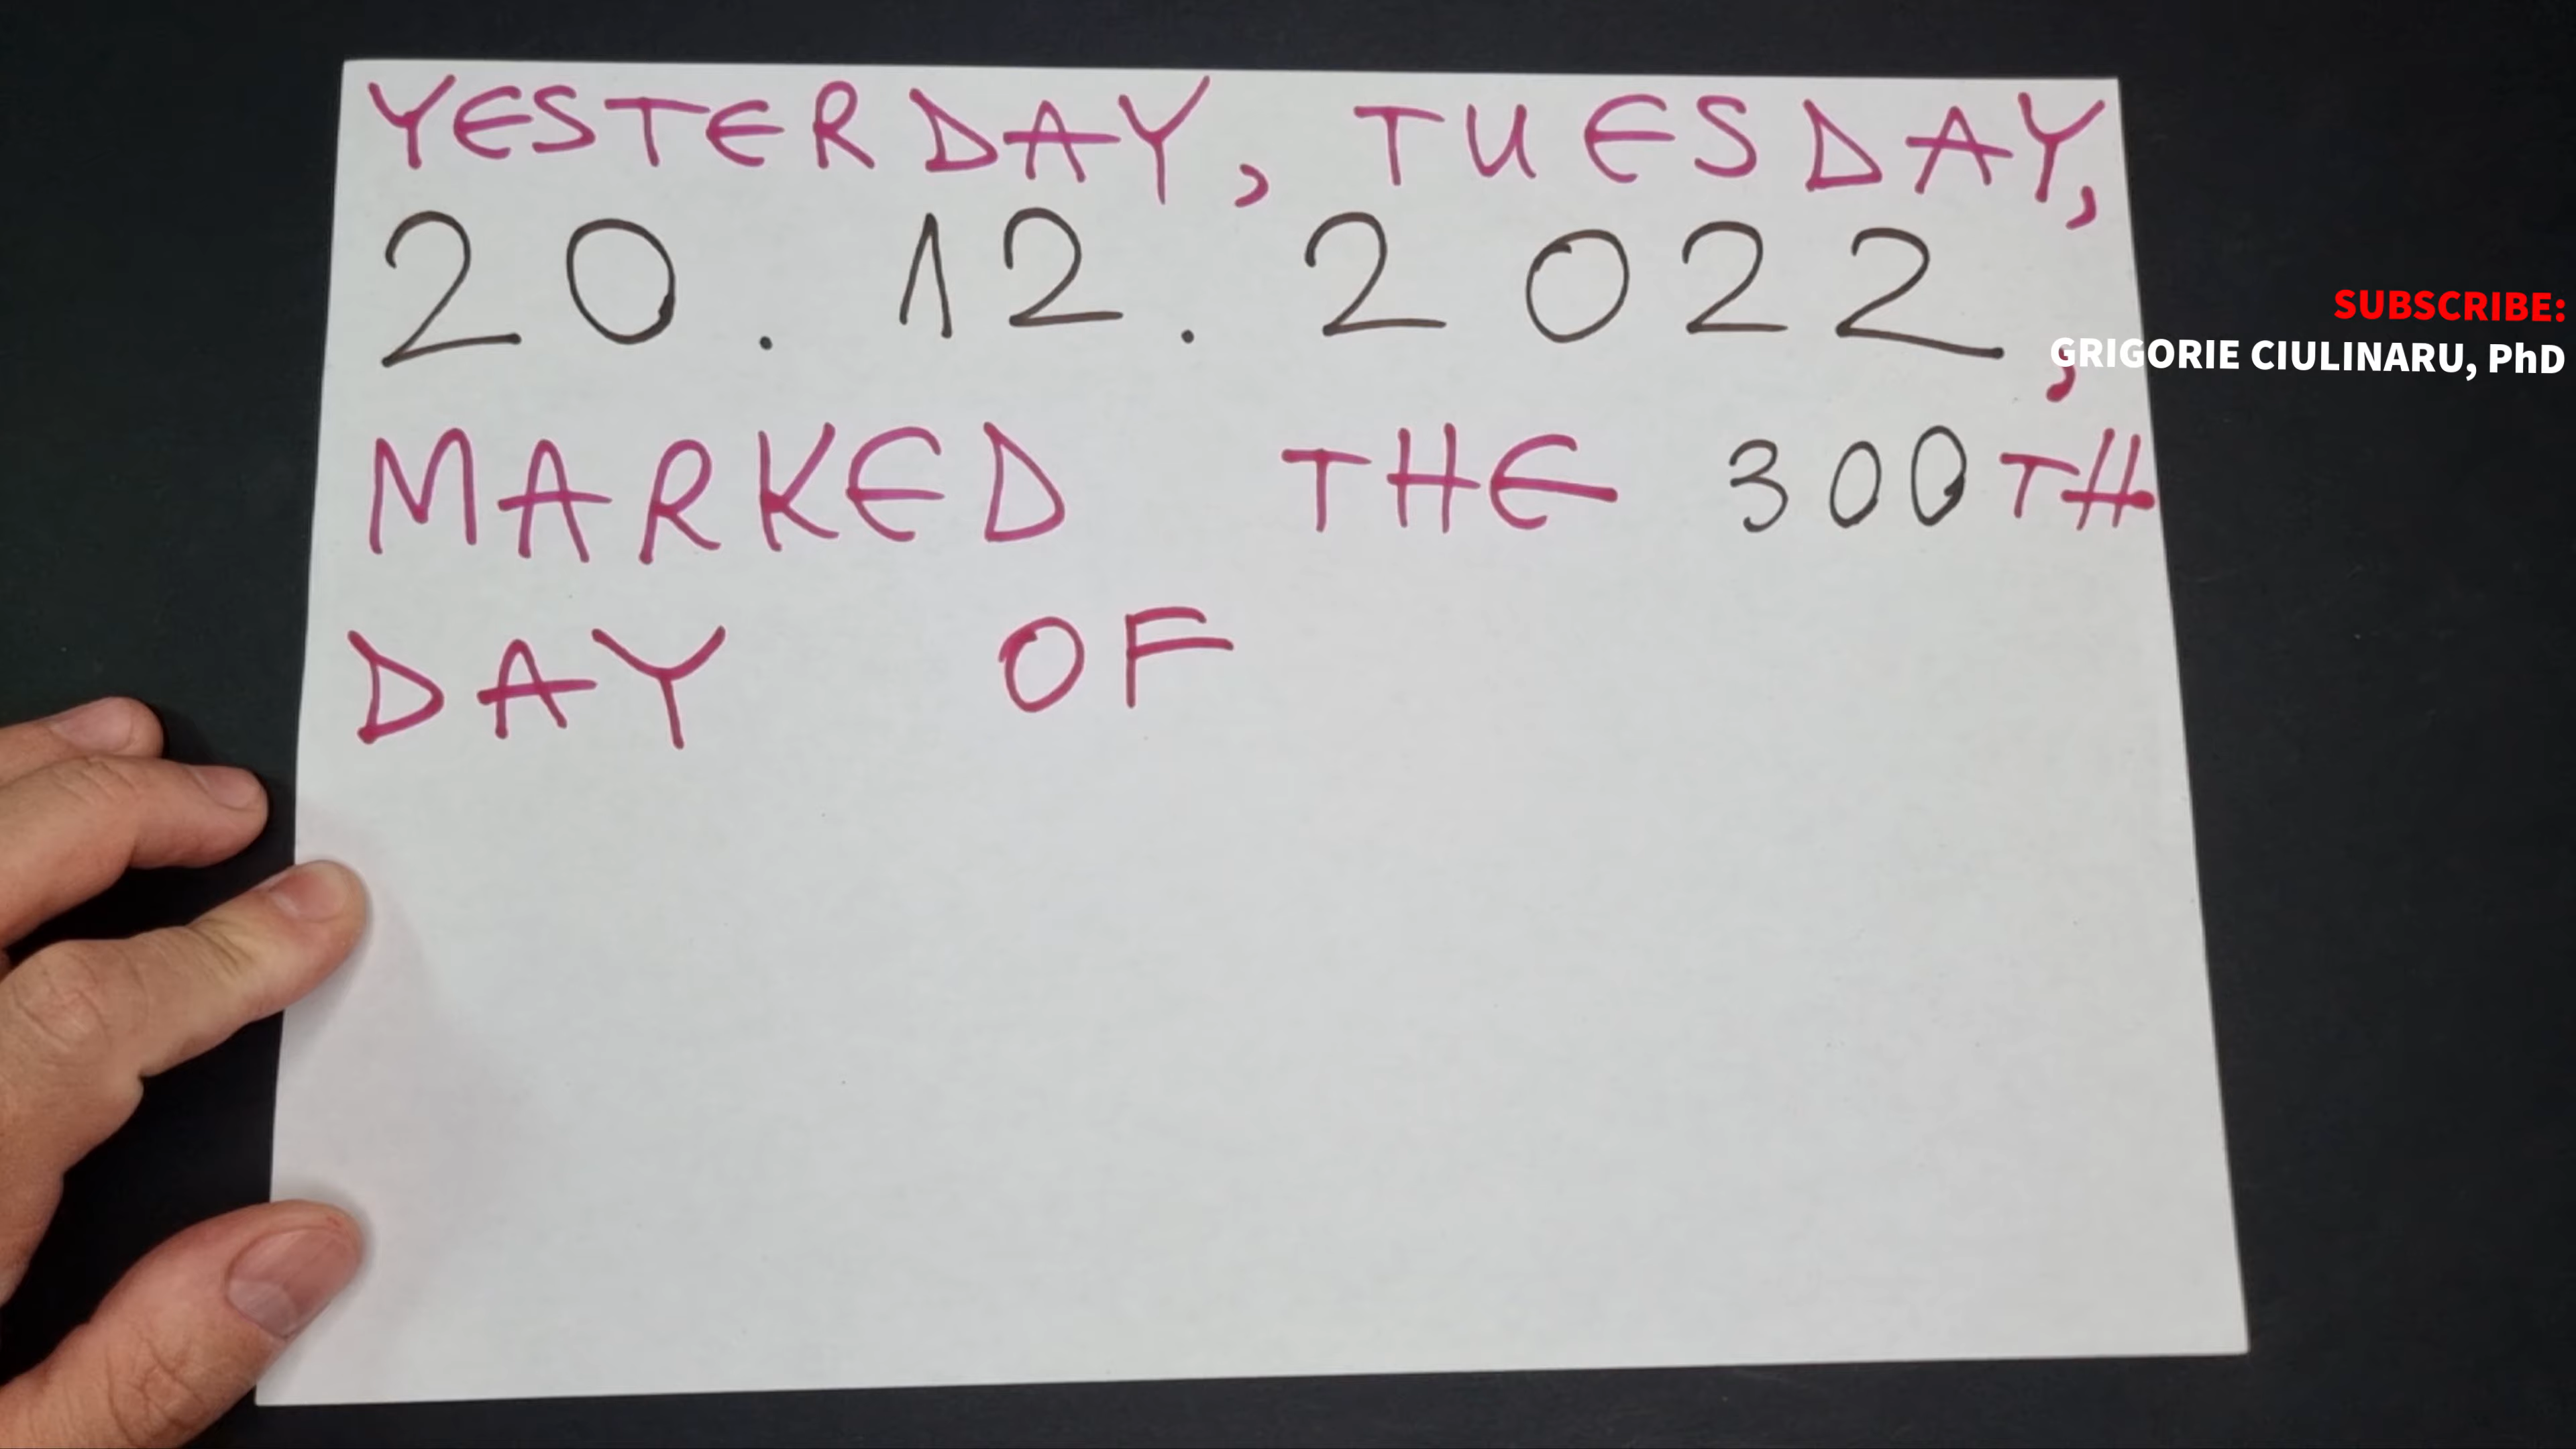 YESTERDAY, TUESDAY,
20. 12. 2022,
MARKED THE 300TH
DAY OF
SUBSCRIBE:
GRIGORIE CIULINARU, PhD